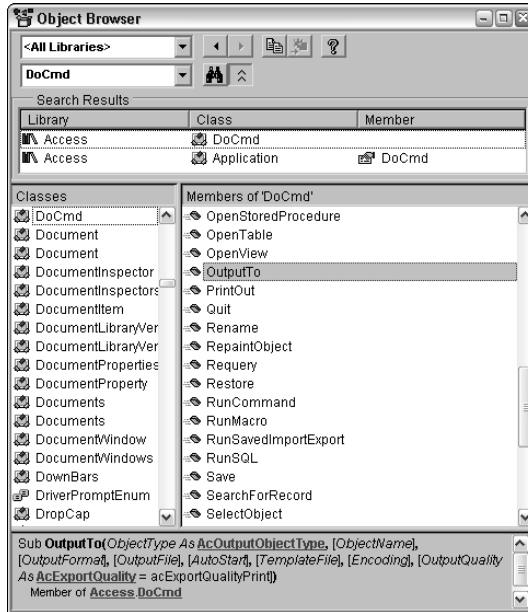 Object Browser
<All Libraries>
DoCmd
Search Results
Library Class Member
Access DoCmd
Access Application DoCmd
Classes
DoCmd
Document
Document
DocumentInspector
DocumentInspectors
DocumentItem
DocumentLibraryVer
DocumentLibraryVer
DocumentProperties
DocumentProperty
Documents
Documents
DocumentWindow
DocumentWindows
DownBars
DriverPromptEnum
DropCap
Members of 'DoCmd'
OpenStoredProcedure
OpenTable
OpenView
OutputTo
PrintOut
Quit
Rename
RepaintObject
Requery
Restore
RunCommand
RunMacro
RunSavedImportExport
RunSQL
Save
SearchForRecord
SelectObject
Sub OutputTo(ObjectType As AcOutputObjectType, [ObjectName],
[OutputFormat], [OutputFile], [AutoStart], [TemplateFile], [Encoding], [OutputQuality
As AcExportQuality = acExportQualityPrint])
Member of Access.DoCmd